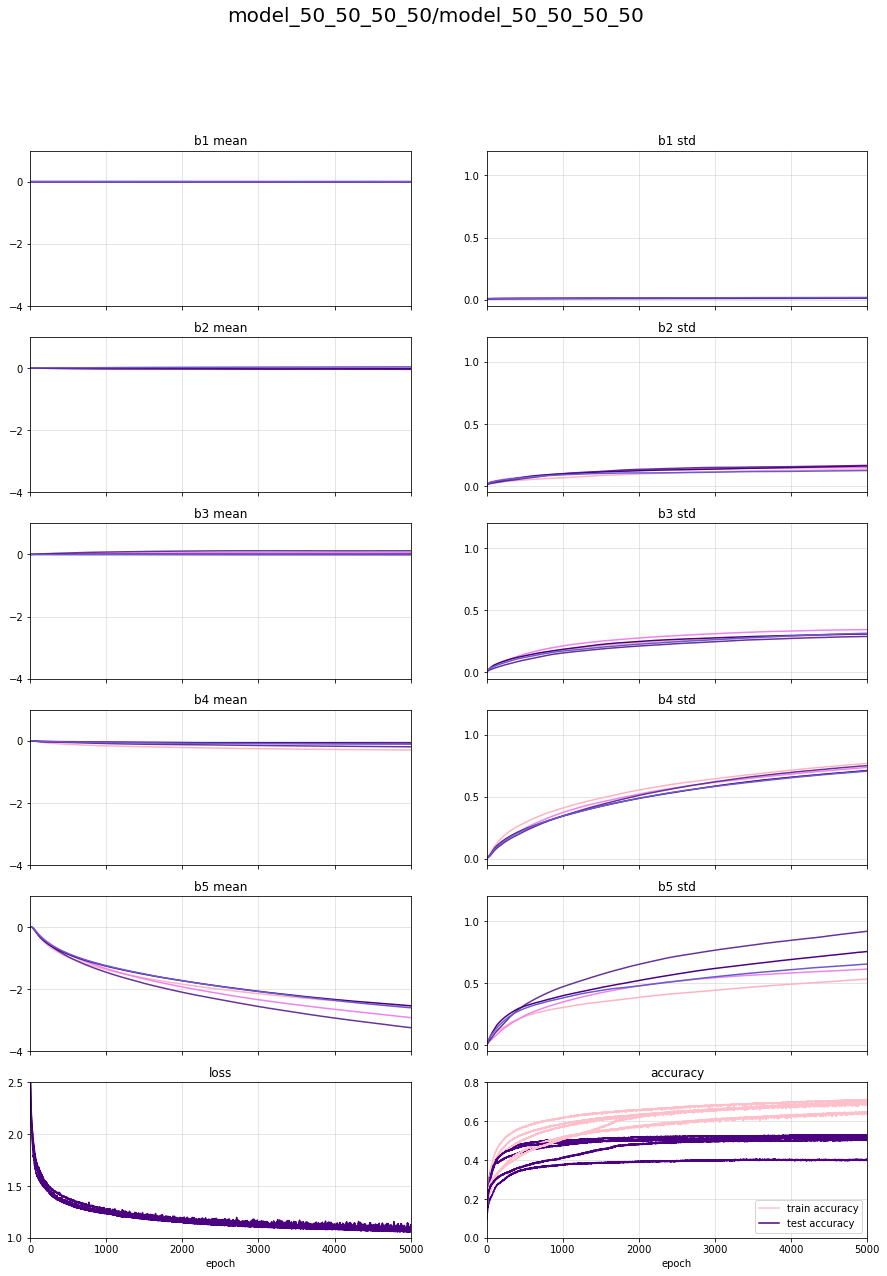 model_50_50_50_50/model_50_50_50_50
b1 mean
b1 std
0
−2
−4
1.0
0.5
0.0
b2 mean
b2 std
0
−2
−4
1.0
0.5
0.0
b3 mean
b3 std
0
−2
−4
1.0
0.5
0.0
b4 mean
b4 std
0
−2
−4
1.0
0.5
0.0
b5 mean
b5 std
0
−2
−4
1.0
0.5
0.0
loss
accuracy
2.5
2.0
1.5
1.0
0 1000 2000 3000 4000 5000
epoch
0.8
0.6
0.4
0.2
0.0
train accuracy
test accuracy
0 1000 2000 3000 4000 5000
epoch